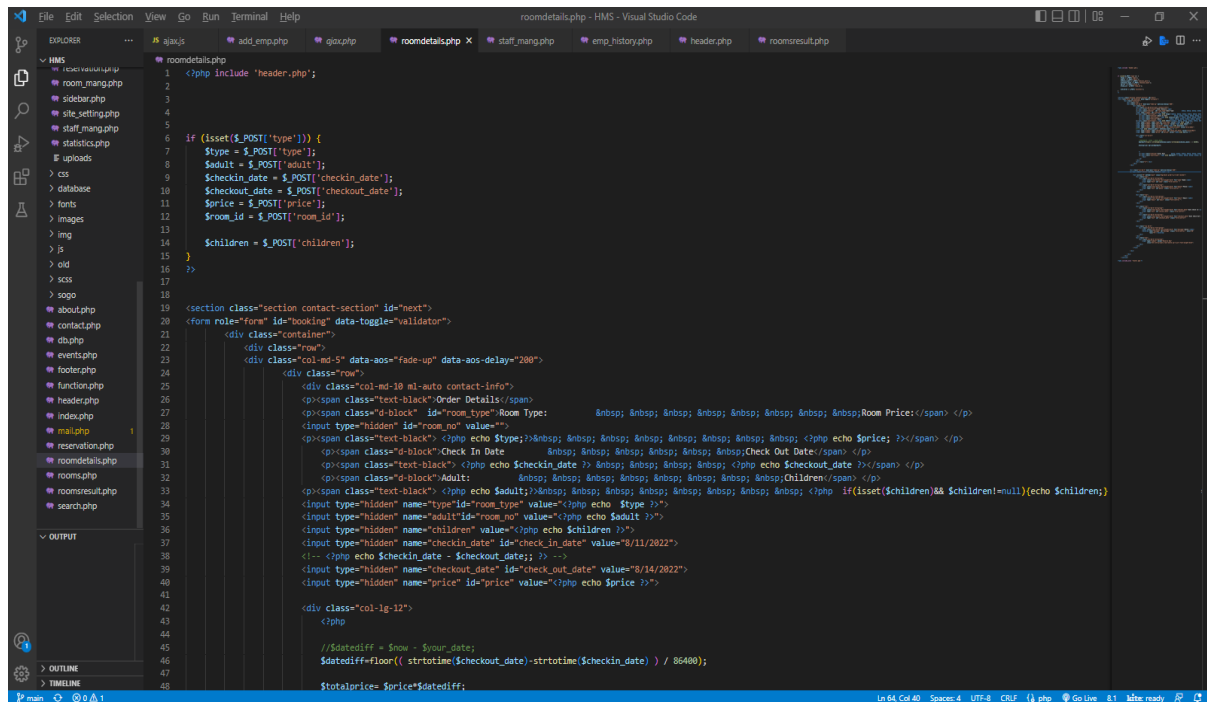 File Edit Selection View Go Run Terminal Help
roomdetails.php - HMS - Visual Studio Code
EXPLORER ...
JS ajax.js
add_emp.php
ajax.php
roomdetails.php ×
staff_mang.php
emp_history.php
header.php
roomsresult.php
HMS
reservation.php
room_mang.php
sidebar.php
site_setting.php
staff_mang.php
statistics.php
uploads
> css
> database
> fonts
> images
> img
> js
> old
> scss
> sogo
about.php
contact.php
db.php
events.php
footer.php
function.php
header.php
index.php
mail.php 1
reservation.php
roomdetails.php
rooms.php
roomsresult.php
search.php
OUTPUT
> OUTLINE
> TIMELINE
roomdetails.php
1 <?php include 'header.php';
2
3
4
5
6 if (isset($_POST['type'])) {
7 $type = $_POST['type'];
8 $adult = $_POST['adult'];
9 $checkin_date = $_POST['checkin_date'];
10 $checkout_date = $_POST['checkout_date'];
11 $price = $_POST['price'];
12 $room_id = $_POST['room_id'];
13
14 $children = $_POST['children'];
15 }
16 ?>
17
18
19 <section class="section contact-section" id="next">
20 <form role="form" id="booking" data-toggle="validator">
21 <div class="container">
22 <div class="row">
23 <div class="col-md-5" data-aos="fade-up" data-aos-delay="200">
24 <div class="row">
25 <div class="col-md-10 ml-auto contact-info">
26 <p><span class="text-black">Order Details</span>
27 <p><span class="d-block" id="room_type">Room Type: &nbsp; &nbsp; &nbsp; &nbsp; &nbsp; &nbsp; &nbsp; &nbsp;Room Price:</span> </p>
28 <input type="hidden" id="room_no" value="">
29 <p><span class="text-black"> <?php echo $type;?>&nbsp; &nbsp; &nbsp; &nbsp; &nbsp; &nbsp; &nbsp; &nbsp; <?php echo $price; ?></span> </p>
30 <p><span class="d-block">Check In Date &nbsp; &nbsp; &nbsp; &nbsp; &nbsp; &nbsp;Check Out Date</span> </p>
31 <p><span class="text-black"> <?php echo $checkin_date ?> &nbsp; &nbsp; &nbsp; &nbsp; <?php echo $checkout_date ?></span> </p>
32 <p><span class="d-block">Adult: &nbsp; &nbsp; &nbsp; &nbsp; &nbsp; &nbsp; &nbsp; &nbsp;Children</span> </p>
33 <p><span class="text-black"> <?php echo $adult;?>&nbsp; &nbsp; &nbsp; &nbsp; &nbsp; &nbsp; &nbsp; &nbsp; <?php if(isset($children)&& $children!=null){echo $children;}
34 <input type="hidden" name="type"id="room_type" value="<?php echo $type ?>">
35 <input type="hidden" name="adult"id="room_no" value="<?php echo $adult ?>">
36 <input type="hidden" name="children" value="<?php echo $children ?>">
37 <input type="hidden" name="checkin_date" id="check_in_date" value="8/11/2022">
38 <!-- <?php echo $checkin_date - $checkout_date;; ?> -->
39 <input type="hidden" name="checkout_date" id="check_out_date" value="8/14/2022">
40 <input type="hidden" name="price" id="price" value="<?php echo $price ?>">
41
42 <div class="col-lg-12">
43 <?php
44
45 //$datediff = $now - $your_date;
46 $datediff=floor(( strtotime($checkout_date)-strtotime($checkin_date) ) / 86400);
47
48 $totalprice= $price*$datediff;
main 0 1 Ln 64, Col 40 Spaces: 4 UTF-8 CRLF php Go Live 8.1 kite: ready